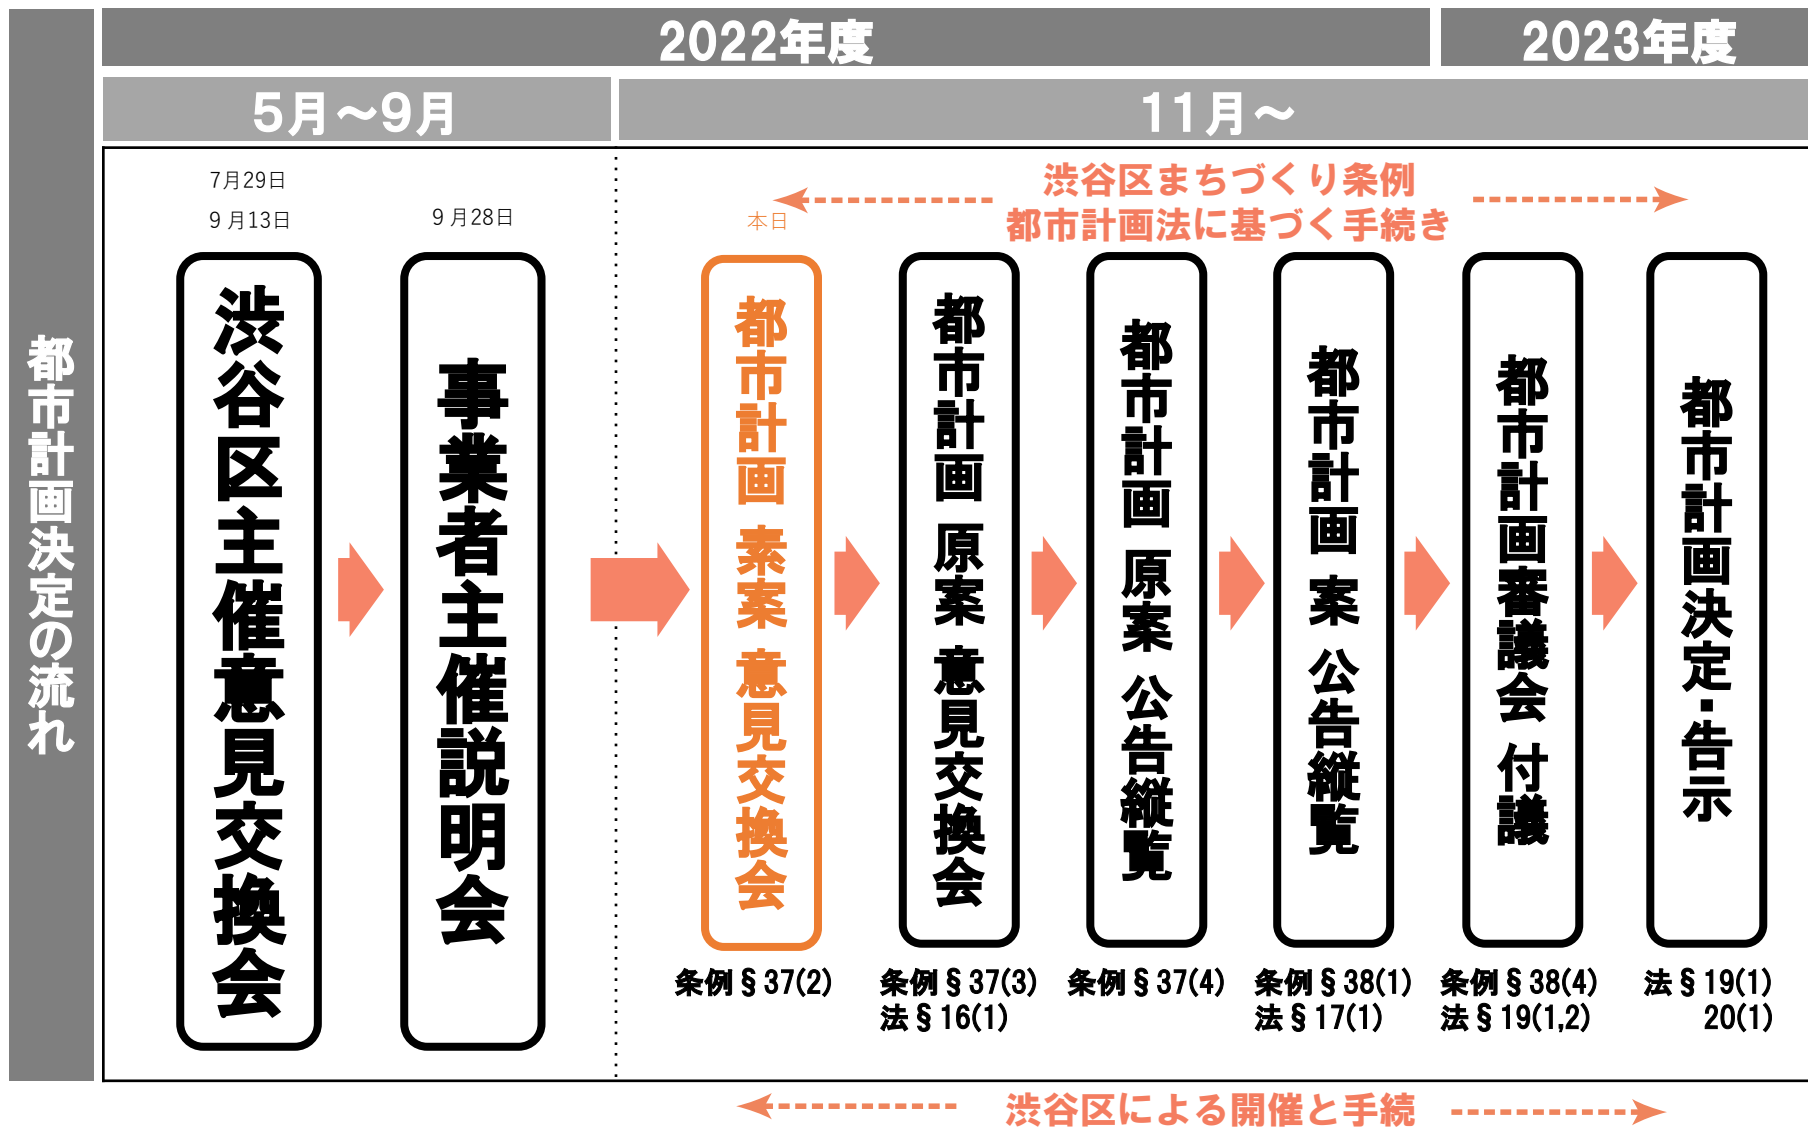 都市計画決定の流れ
2022年度
2023年度
5月～9月
11月～
7月29日
9月13日
9月28日
本日
渋谷区まちづくり条例
都市計画法に基づく手続き
渋谷区主催意見交換会
事業者主催説明会
都市計画 素案 意見交換会
都市計画 原案 意見交換会
都市計画 原案 公告縦覧
都市計画 案 公告縦覧
都市計画審議会 付議
都市計画決定・告示
条例§37(2)
条例§37(3)
法§16(1)
条例§37(4)
条例§38(1)
法§17(1)
条例§38(4)
法§19(1,2)
法§19(1)
20(1)
渋谷区による開催と手続